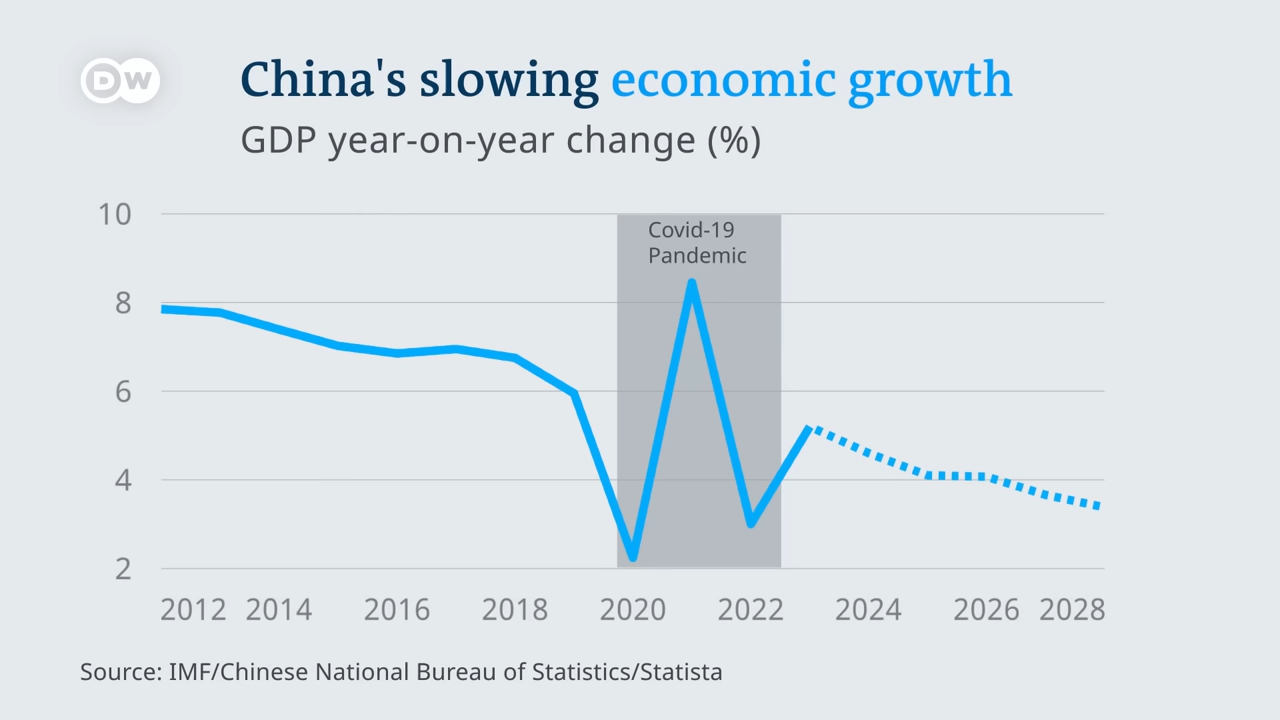 DW
China's slowing economic growth
GDP year-on-year change (%)
10
8
6
4
2
Covid-19
Pandemic
2012 2014 2016 2018 2020 2022 2024 2026 2028
Source: IMF/Chinese National Bureau of Statistics/Statista